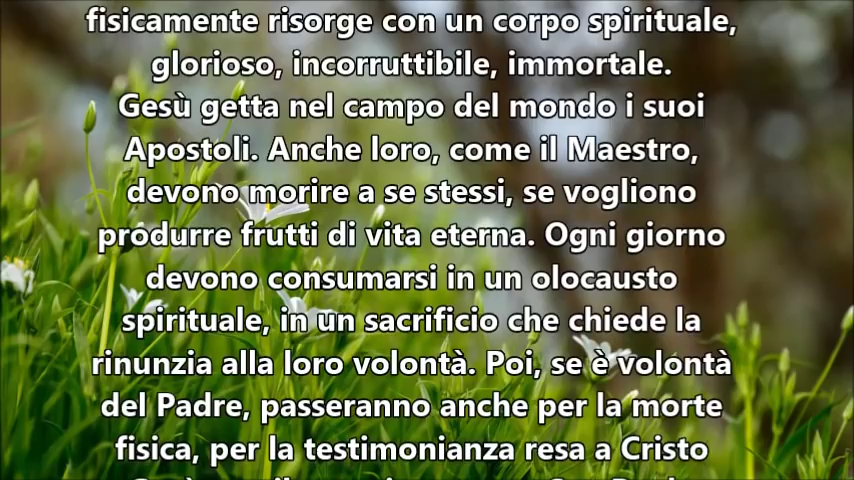 fisicamente risorge con un corpo spirituale,
glorioso, incorruttibile, immortale.
Gesù getta nel campo del mondo i suoi
Apostoli. Anche loro, come il Maestro,
devono morire a se stessi, se vogliono
produrre frutti di vita eterna. Ogni giorno
devono consumarsi in un olocausto
spirituale, in un sacrificio che chiede la
rinunzia alla loro volontà. Poi, se è volontà
del Padre, passeranno anche per la morte
fisica, per la testimonianza resa a Cristo